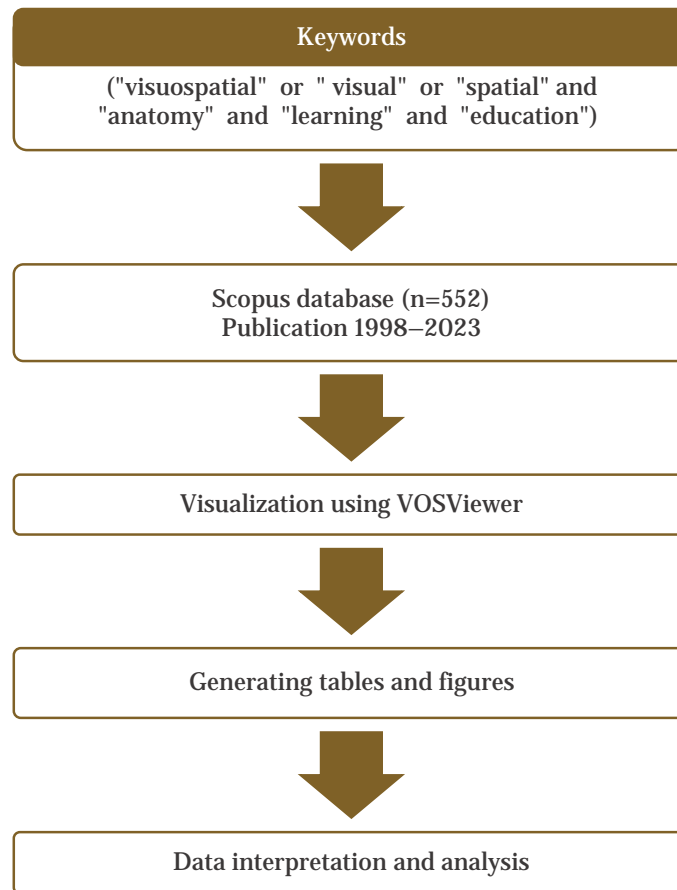 Keywords
("visuospatial" or " visual" or "spatial" and
"anatomy" and "learning" and "education")
Scopus database (n=552)
Publication 1998–2023
Visualization using VOSViewer
Generating tables and figures
Data interpretation and analysis